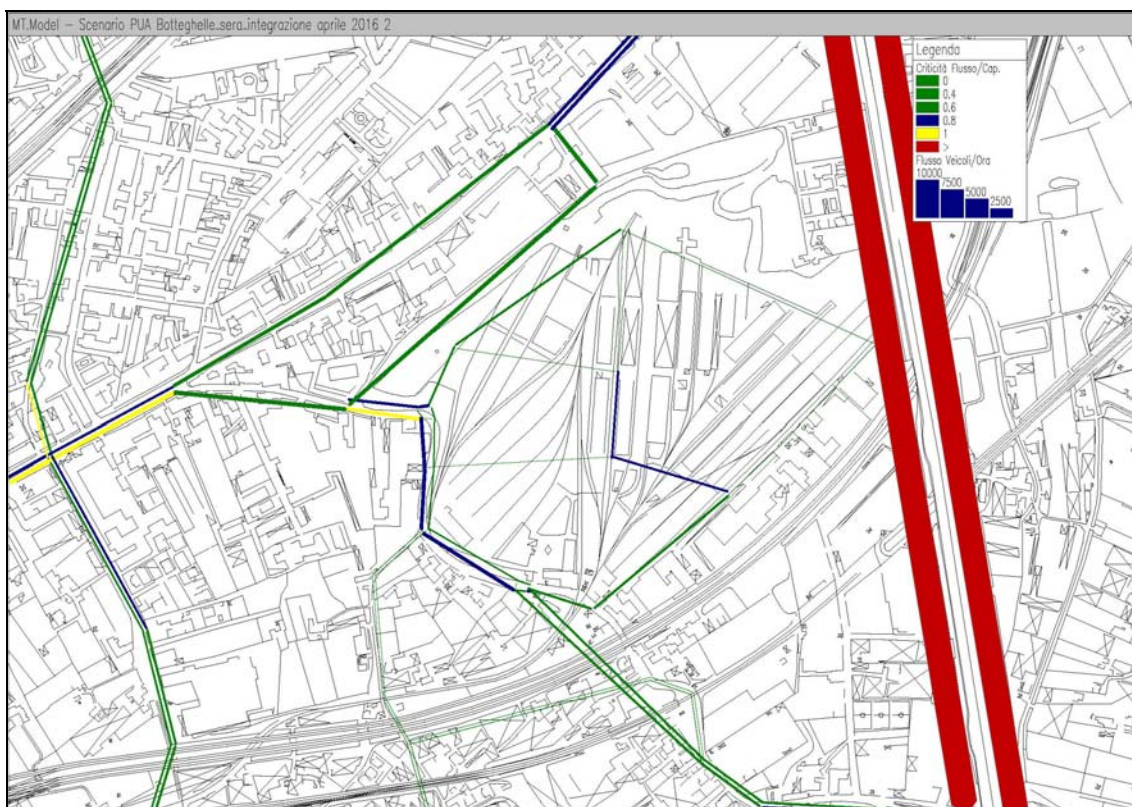 MT.Model - Scenario PUA Botteghelle_sera_integrazione aprile 2016 2
Legenda
Criticità Flusso/Cap.
0
0.4
0.6
0.8
1
>
Flusso Veicoli/Ora
10000
7500
5000
2500